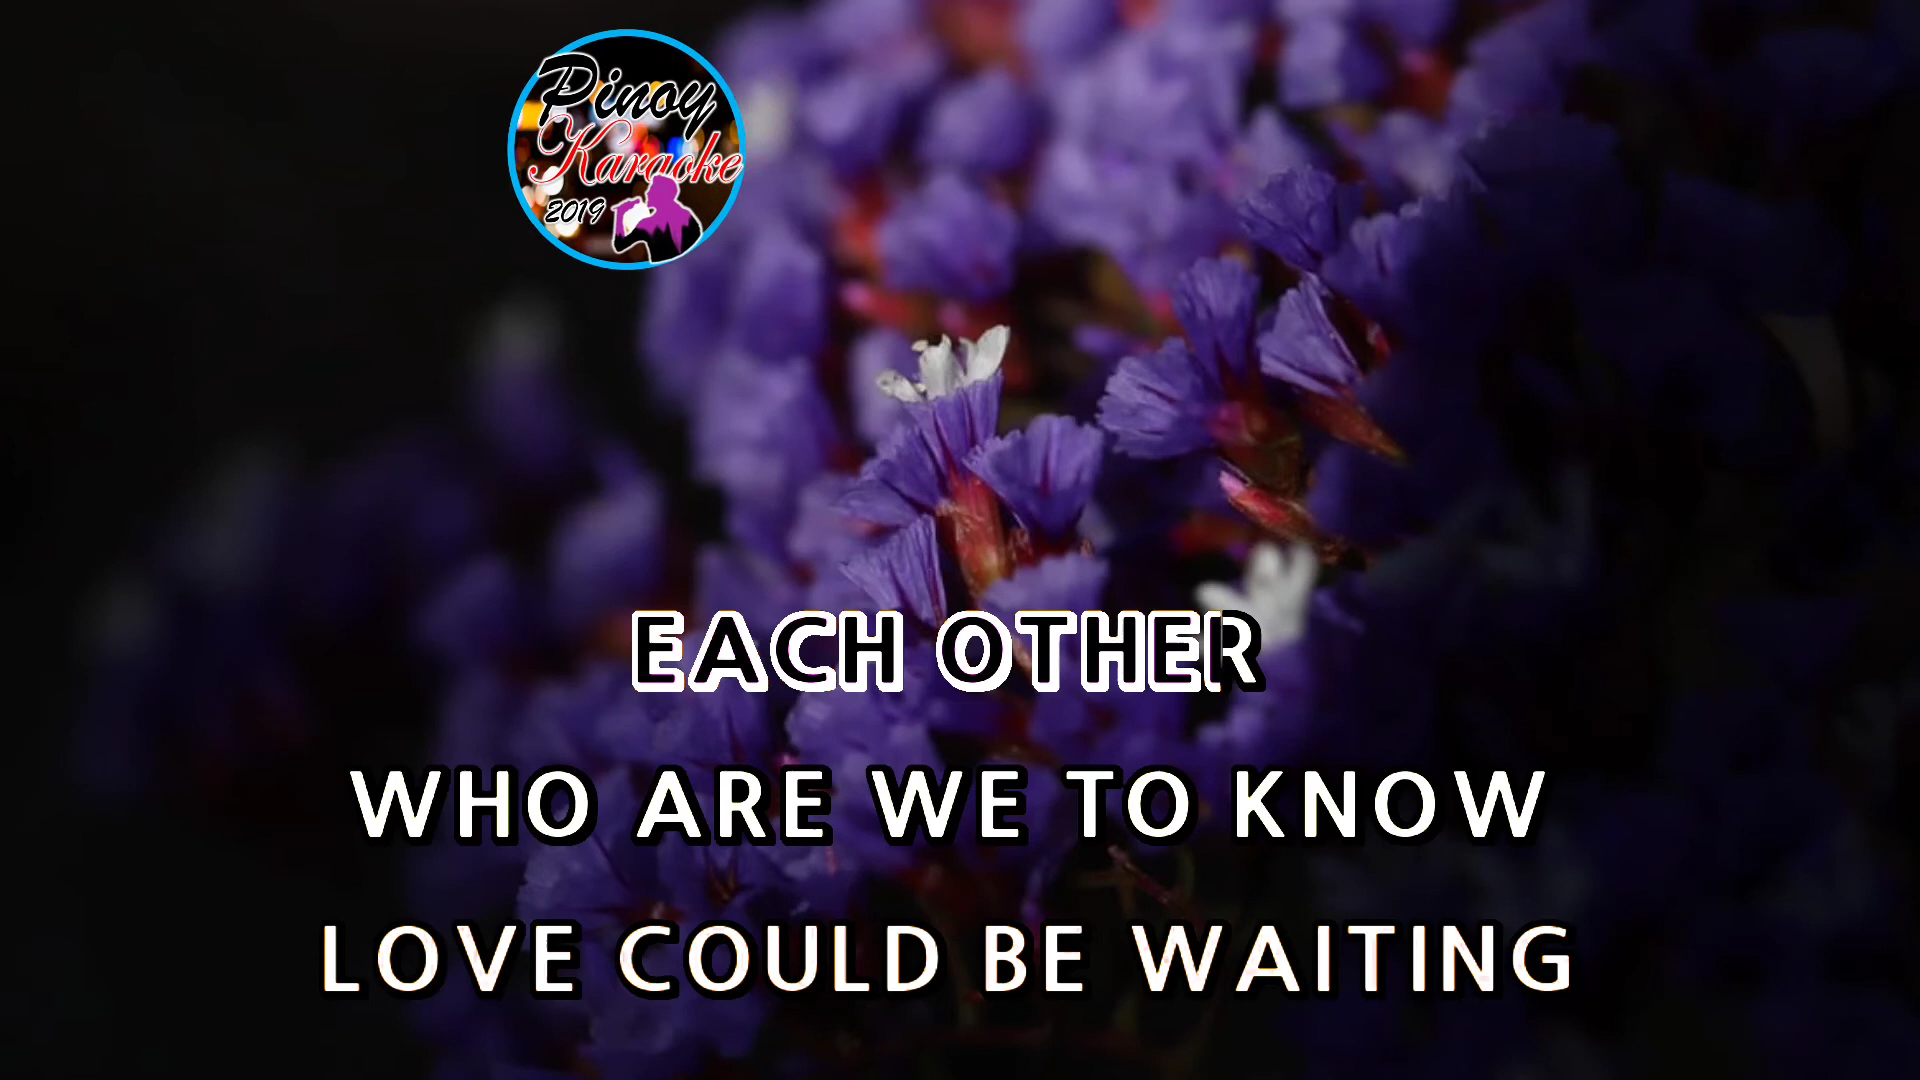 Pinoy
Karaoke
2019
EACH OTHER
WHO ARE WE TO KNOW
LOVE COULD BE WAITING